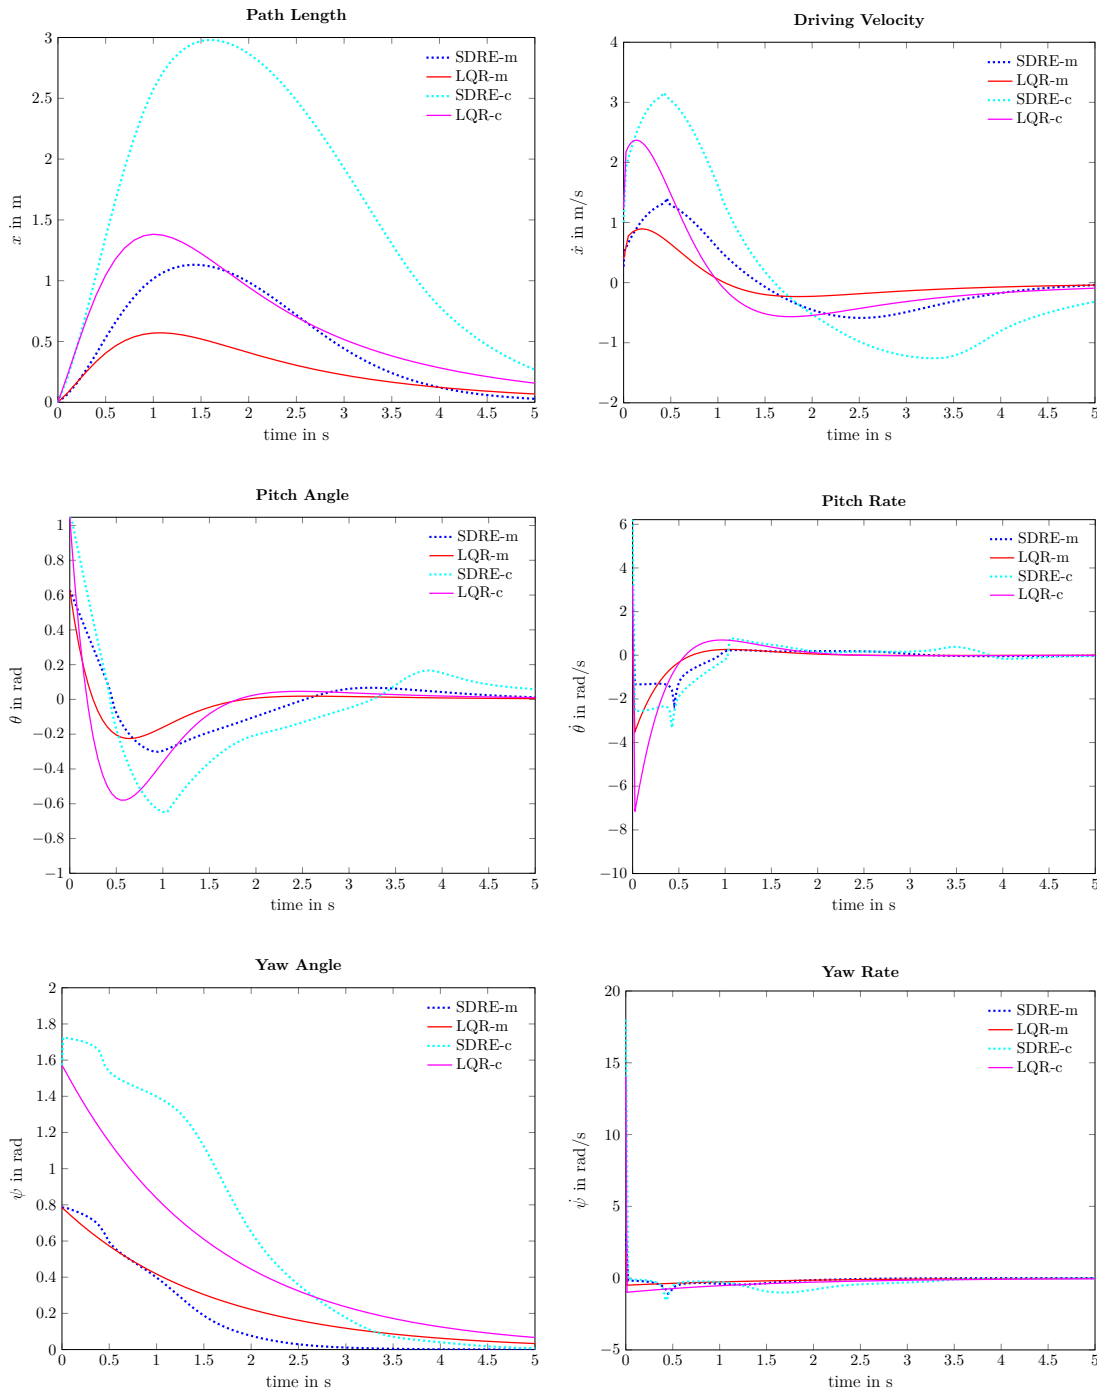 Path Length
3
2.5
2
1.5
1
0.5
0
x in m
0 0.5 1 1.5 2 2.5 3 3.5 4 4.5 5
time in s
SDRE-m
LQR-m
SDRE-c
LQR-c
Driving Velocity
4
3
2
1
0
−1
−2
ẋ in m/s
0 0.5 1 1.5 2 2.5 3 3.5 4 4.5 5
time in s
SDRE-m
LQR-m
SDRE-c
LQR-c
Pitch Angle
1
0.8
0.6
0.4
0.2
0
−0.2
−0.4
−0.6
−0.8
−1
θ in rad
0 0.5 1 1.5 2 2.5 3 3.5 4 4.5 5
time in s
SDRE-m
LQR-m
SDRE-c
LQR-c
Pitch Rate
6
4
2
0
−2
−4
−6
−8
−10
θ̇ in rad/s
0 0.5 1 1.5 2 2.5 3 3.5 4 4.5 5
time in s
SDRE-m
LQR-m
SDRE-c
LQR-c
Yaw Angle
2
1.8
1.6
1.4
1.2
1
0.8
0.6
0.4
0.2
0
ψ in rad
0 0.5 1 1.5 2 2.5 3 3.5 4 4.5 5
time in s
SDRE-m
LQR-m
SDRE-c
LQR-c
Yaw Rate
20
15
10
5
0
−5
ψ̇ in rad/s
0 0.5 1 1.5 2 2.5 3 3.5 4 4.5 5
time in s
SDRE-m
LQR-m
SDRE-c
LQR-c